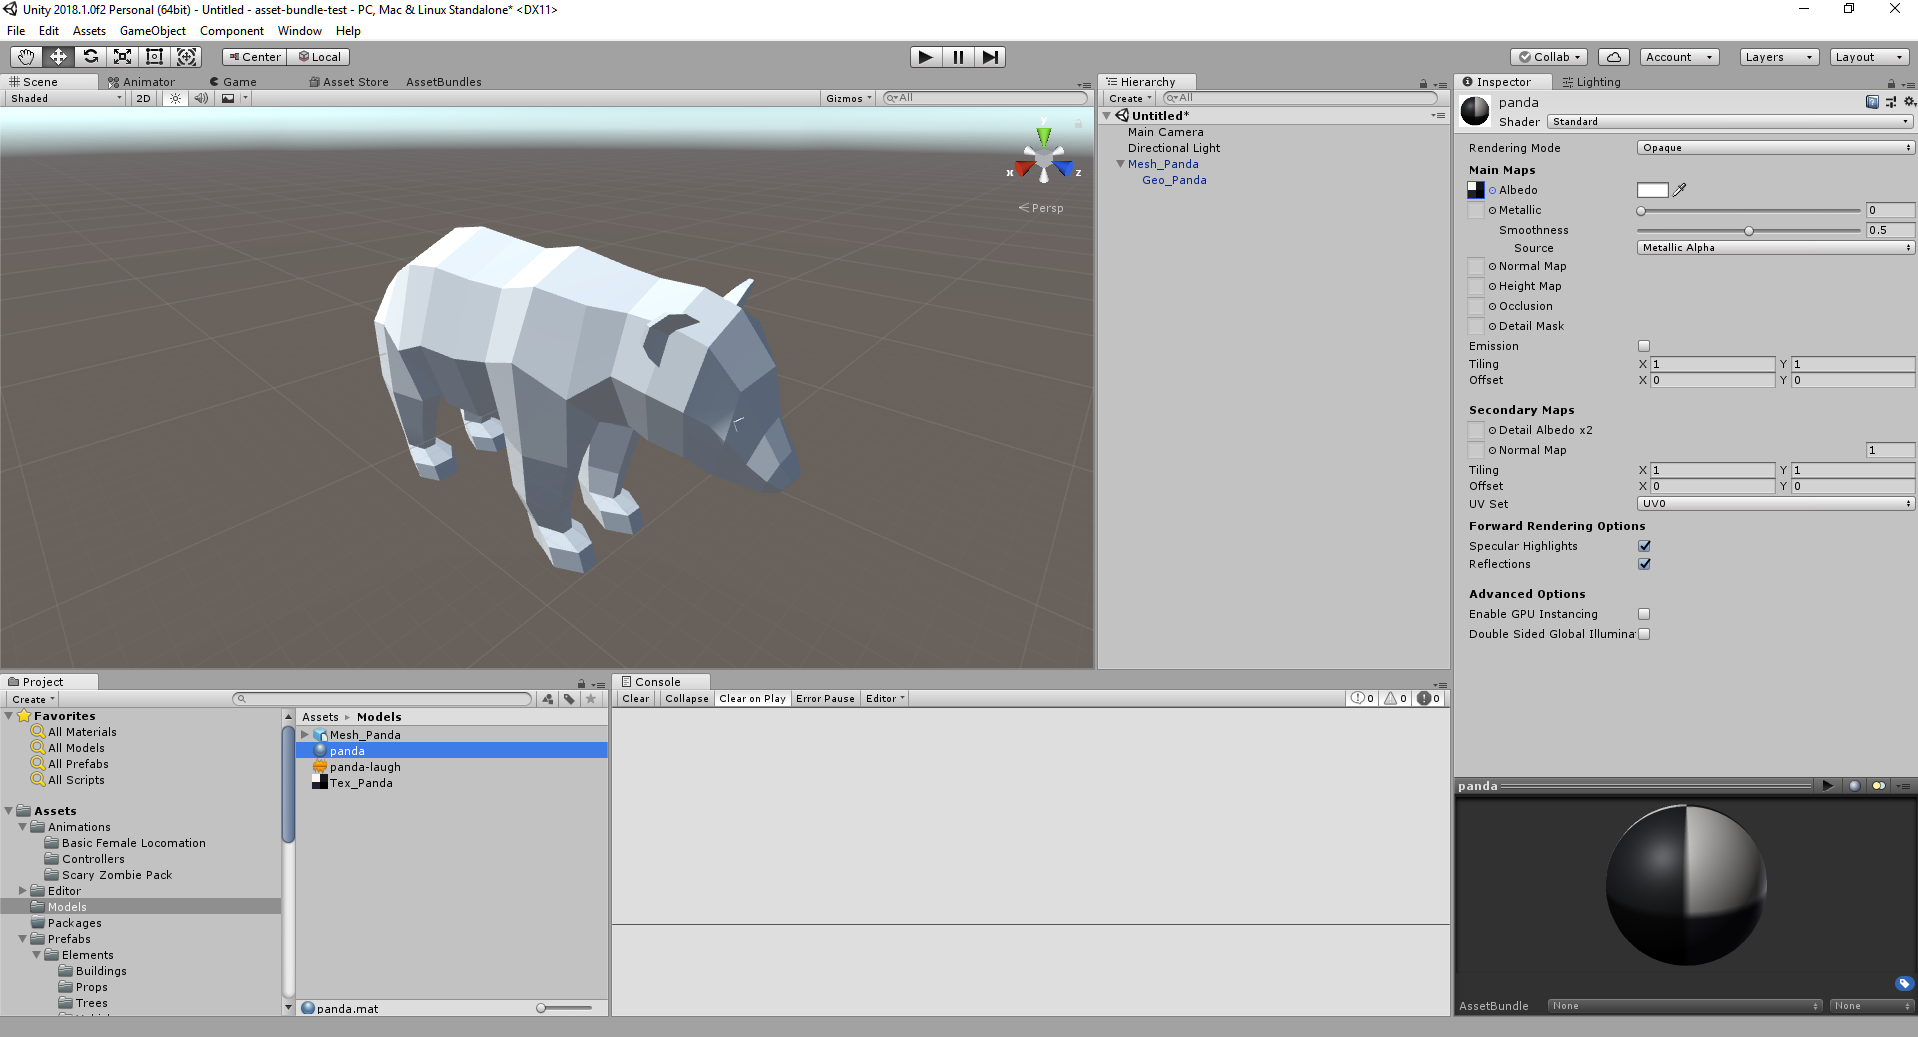 Unity 2018.1.0f2 Personal (64bit) - Untitled - asset-bundle-test - PC, Mac & Linux Standalone* <DX11>
File Edit Assets GameObject Component Window Help
Center Local
Collab Account Layers Layout
Scene Animator Game Asset Store AssetBundles
Shaded 2D Gizmos All
y
x z
Persp
Hierarchy
Create All
Untitled*
Main Camera
Directional Light
Mesh_Panda
Geo_Panda
Inspector Lighting
panda
Shader Standard
Rendering Mode Opaque
Main Maps
Albedo
Metallic 0
Smoothness 0.5
Source Metallic Alpha
Normal Map
Height Map
Occlusion
Detail Mask
Emission
Tiling X 1 Y 1
Offset X 0 Y 0
Secondary Maps
Detail Albedo x2
Normal Map 1
Tiling X 1 Y 1
Offset X 0 Y 0
UV Set UV0
Forward Rendering Options
Specular Highlights
Reflections
Advanced Options
Enable GPU Instancing
Double Sided Global Illumina
Project
Create
Favorites
All Materials
All Models
All Prefabs
All Scripts
Assets
Animations
Basic Female Locomation
Controllers
Scary Zombie Pack
Editor
Models
Packages
Prefabs
Elements
Buildings
Props
Trees
Assets Models
Mesh_Panda
panda
panda-laugh
Tex_Panda
panda.mat
Console
Clear Collapse Clear on Play Error Pause Editor 0 0 0
panda
AssetBundle None None